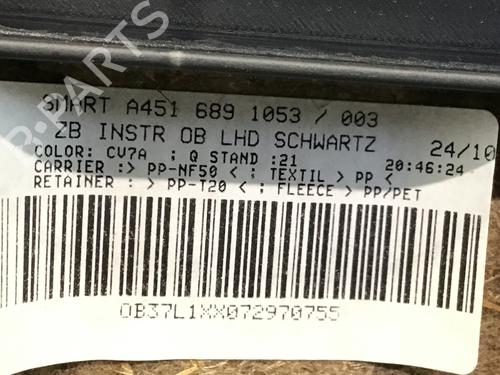 B-PARTS
SMART A451 689 1053 / 003
ZB INSTR OB LHD SCHWARTZ 24/10
COLOR: CV7A ; Q STAND :21 20:46:24
CARRIER :> PP-NF50 < ; TEXTIL > PP <
RETAINER : > PP-T20 < ; FLEECE > PP/PET
OB37L1XX072970755